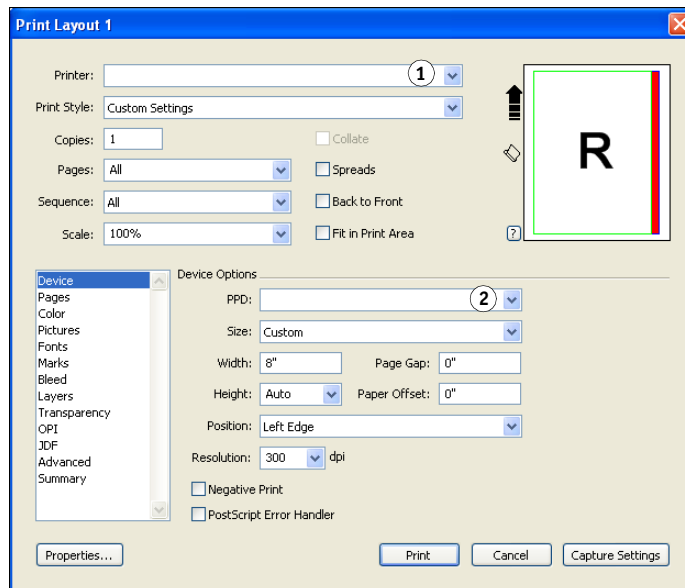 Print Layout 1
Printer: 1
Print Style: Custom Settings
Copies: 1 Collate
Pages: All Spreads
Sequence: All Back to Front
Scale: 100% Fit in Print Area
R
?
Device
Pages
Color
Pictures
Fonts
Marks
Bleed
Layers
Transparency
OPI
JDF
Advanced
Summary
Device Options
PPD: 2
Size: Custom
Width: 8" Page Gap: 0"
Height: Auto Paper Offset: 0"
Position: Left Edge
Resolution: 300 dpi
Negative Print
PostScript Error Handler
Properties... Print Cancel Capture Settings